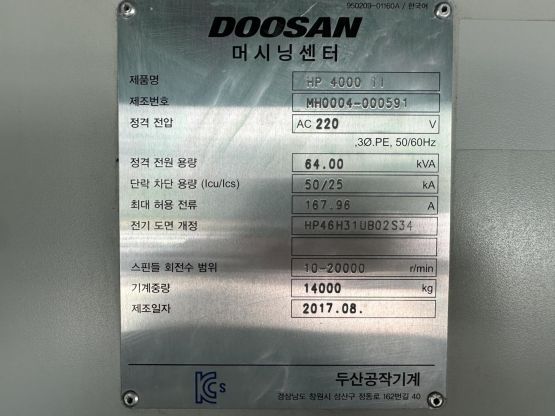 950209-01160A / 한국어
DOOSAN
머시닝센터
제품명 HP 4000 II
제조번호 MH0004-000591
정격 전압 AC 220 V
,3Ø.PE, 50/60Hz
정격 전원 용량 64.00 kVA
단락 차단 용량 (Icu/Ics) 50/25 kA
최대 허용 전류 167.96 A
전기 도면 개정 HP46H31UB02S34
스핀들 회전수 범위 10-20000 r/min
기계중량 14000 kg
제조일자 2017.08.
KCs 두산공작기계
경상남도 창원시 성산구 정동로 162번길 40